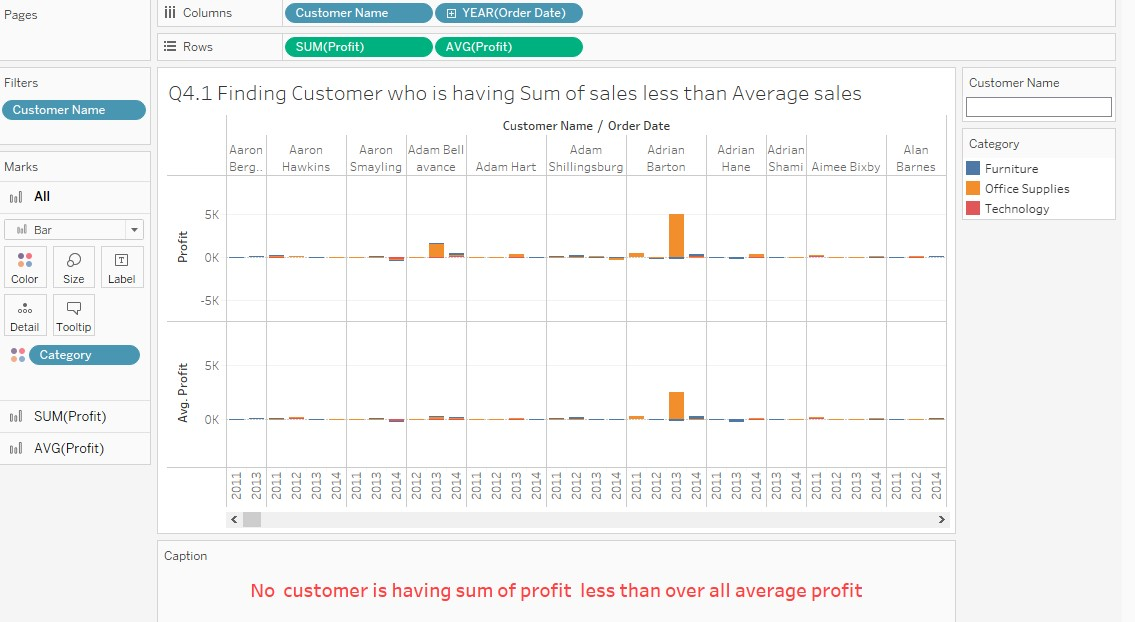 Pages
Columns
Customer Name
YEAR(Order Date)
Rows
SUM(Profit)
AVG(Profit)
Filters
Customer Name
Marks
All
Bar
Color
Size
Label
Detail
Tooltip
Category
SUM(Profit)
AVG(Profit)
Q4.1 Finding Customer who is having Sum of sales less than Average sales
Customer Name / Order Date
Aaron
Berg..
Aaron
Hawkins
Aaron
Smayling
Adam Bell
avance
Adam Hart
Adam
Shillingsburg
Adrian
Barton
Adrian
Hane
Adrian
Shami
Aimee Bixby
Alan
Barnes
Profit
5K
0K
-5K
Avg. Profit
5K
0K
2011 2013 2011 2012 2013 2014 2011 2013 2014 2012 2013 2014 2011 2012 2013 2014 2011 2012 2013 2014 2011 2012 2013 2014 2011 2013 2014 2013 2014 2011 2012 2013 2014 2011 2012 2014
Customer Name
Category
Furniture
Office Supplies
Technology
Caption
No customer is having sum of profit less than over all average profit